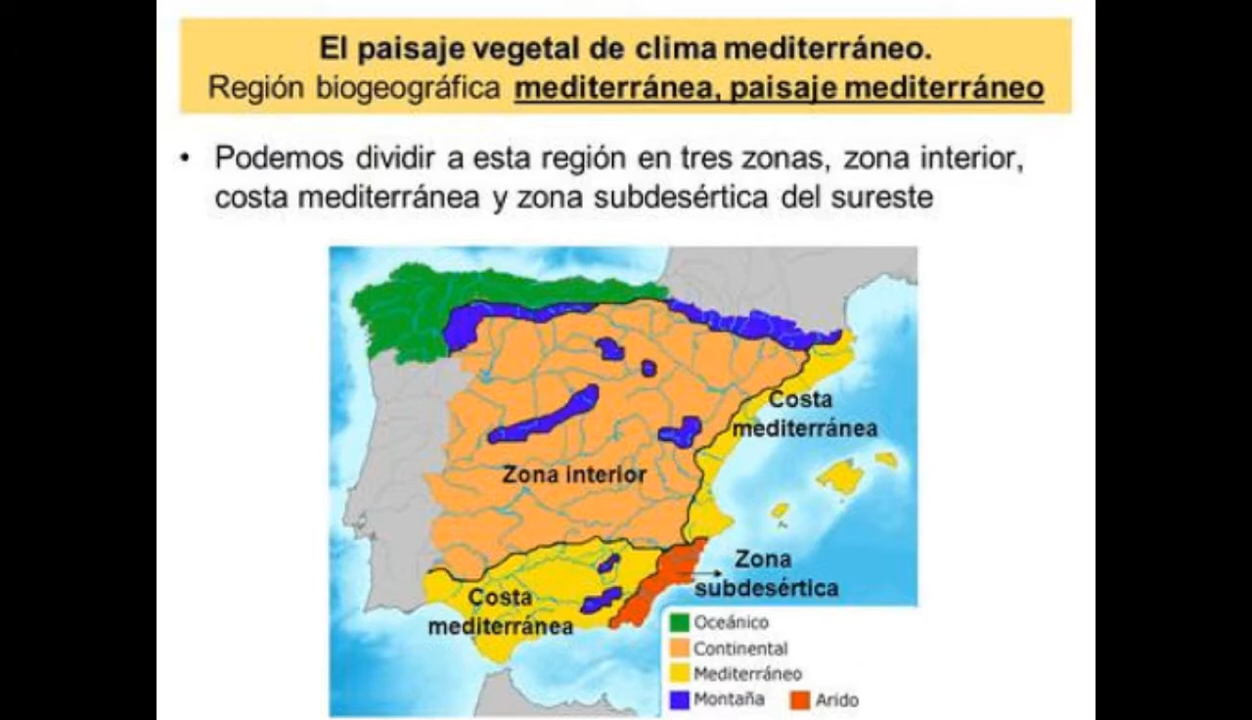 El paisaje vegetal de clima mediterráneo.
Región biogeográfica mediterránea, paisaje mediterráneo
• Podemos dividir a esta región en tres zonas, zona interior,
costa mediterránea y zona subdesértica del sureste
Costa
mediterránea
Zona interior
Zona
subdesértica
Costa
mediterránea
Oceánico
Continental
Mediterráneo
Montaña Arido